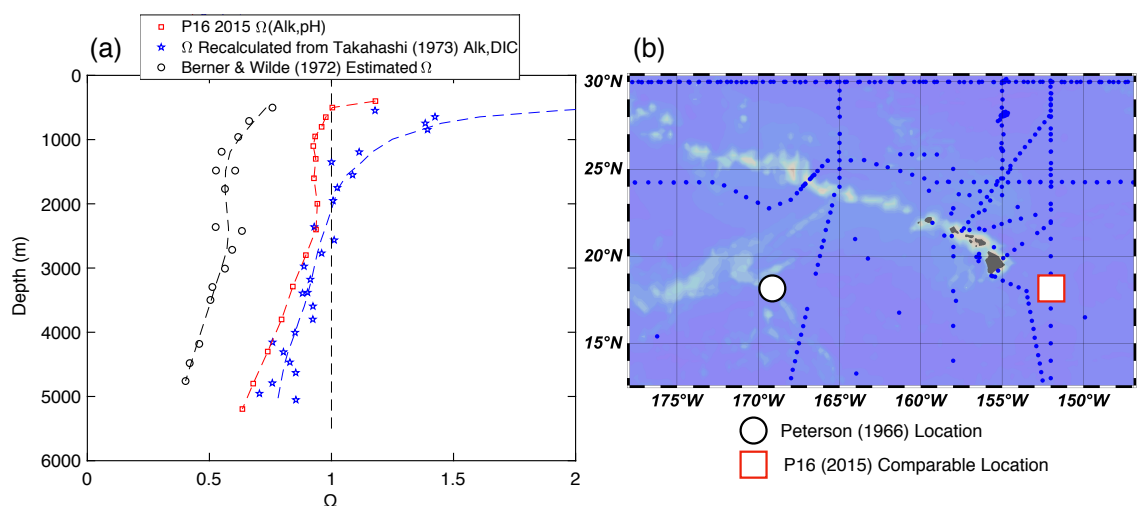 (a)
P16 2015 Ω(Alk,pH)
Ω Recalculated from Takahashi (1973) Alk,DIC
Berner & Wilde (1972) Estimated Ω
0
1000
2000
3000
4000
5000
6000
Depth (m)
0
0.5
1
1.5
2
Ω
(b)
30°N
25°N
20°N
15°N
175°W
170°W
165°W
160°W
155°W
150°W
Peterson (1966) Location
P16 (2015) Comparable Location